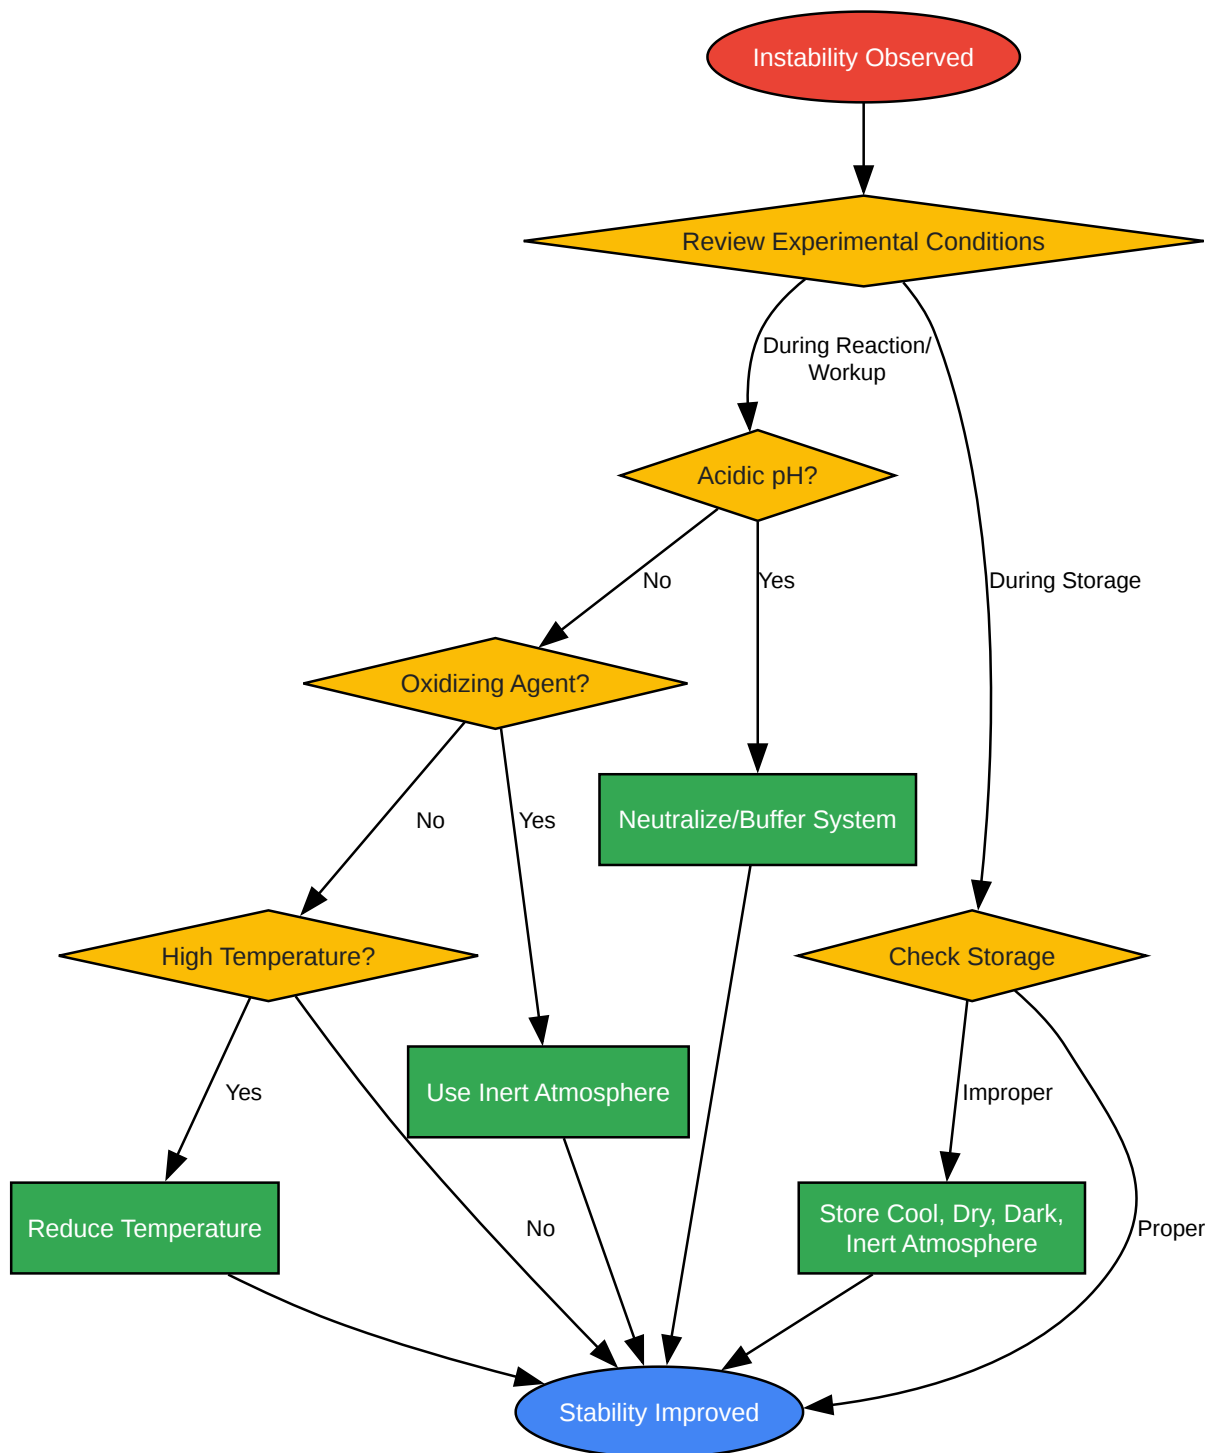 Instability Observed
Review Experimental Conditions
During Reaction/
Workup
Acidic pH?
No
Yes
During Storage
Oxidizing Agent?
No
Yes
Neutralize/Buffer System
High Temperature?
Check Storage
Yes
Use Inert Atmosphere
Improper
Reduce Temperature
No
Store Cool, Dry, Dark,
Inert Atmosphere
Proper
Stability Improved